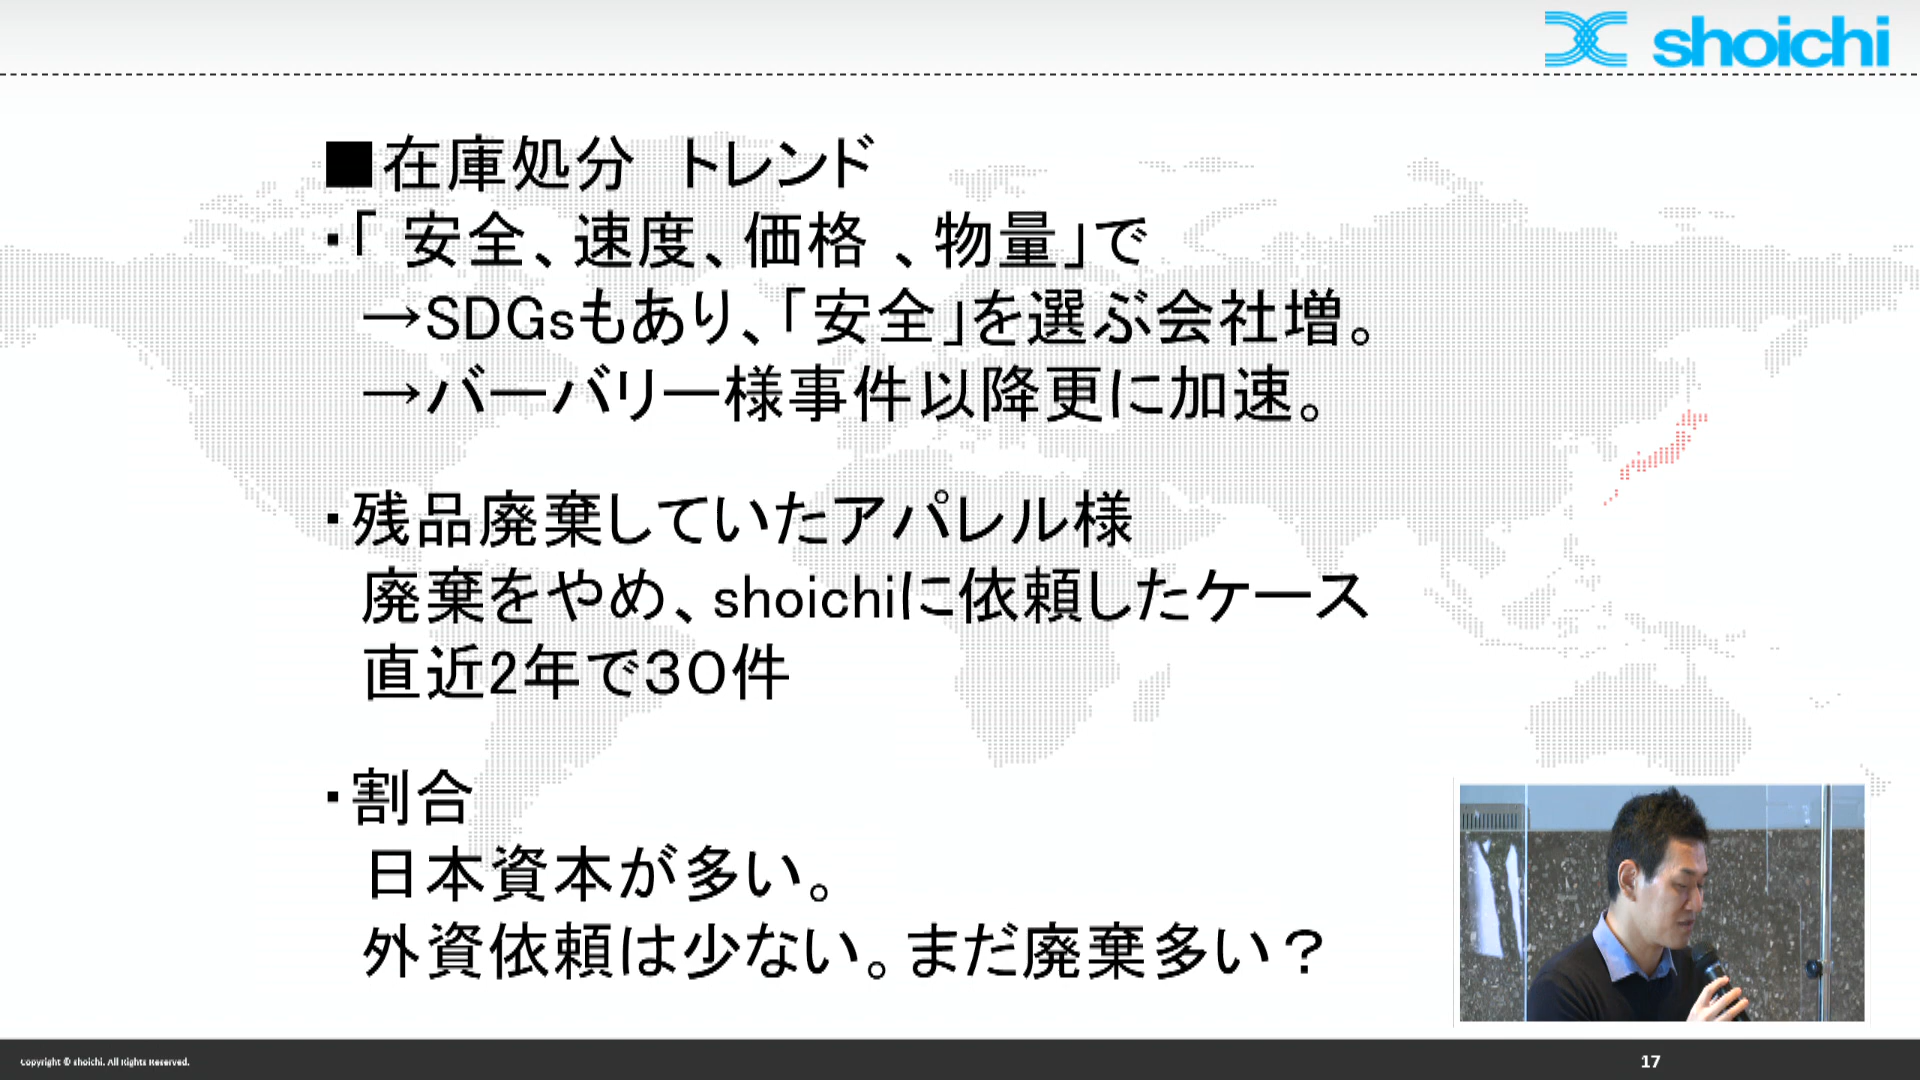 shoichi
■在庫処分　トレンド
・「 安全、速度、価格 、物量」で
→SDGsもあり、「安全」を選ぶ会社増。
→バーバリー様事件以降更に加速。
・残品廃棄していたアパレル様
廃棄をやめ、shoichiに依頼したケース
直近2年で３０件
・割合
日本資本が多い。
外資依頼は少ない。まだ廃棄多い？
Copyright © shoichi. All Rights Reserved.
17